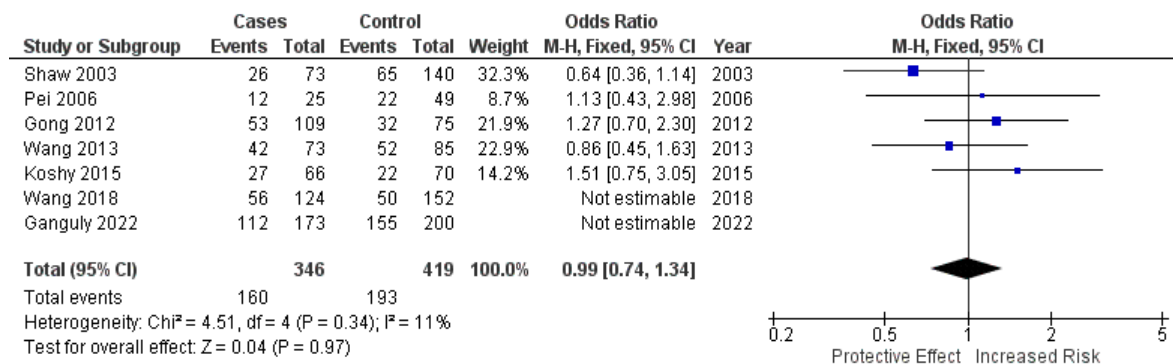 Cases Control Odds Ratio Odds Ratio
Study or Subgroup Events Total Events Total Weight M-H, Fixed, 95% CI Year M-H, Fixed, 95% CI
Shaw 2003 26 73 65 140 32.3% 0.64 [0.36, 1.14] 2003
Pei 2006 12 25 22 49 8.7% 1.13 [0.43, 2.98] 2006
Gong 2012 53 109 32 75 21.9% 1.27 [0.70, 2.30] 2012
Wang 2013 42 73 52 85 22.9% 0.86 [0.45, 1.63] 2013
Koshy 2015 27 66 22 70 14.2% 1.51 [0.75, 3.05] 2015
Wang 2018 56 124 50 152 Not estimable 2018
Ganguly 2022 112 173 155 200 Not estimable 2022
Total (95% CI) 346 419 100.0% 0.99 [0.74, 1.34]
Total events 160 193
Heterogeneity: Chi² = 4.51, df = 4 (P = 0.34); I² = 11%
Test for overall effect: Z = 0.04 (P = 0.97)
0.2 0.5 1 2 5
Protective Effect Increased Risk